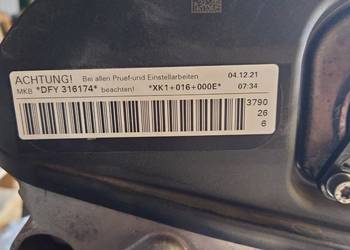 ACHTUNG! Bei allen Pruef-und Einstellarbeiten 04.12.21
MKB *DFY 316174* beachten! *XK1+016+000E* 07:34
3790
26
6